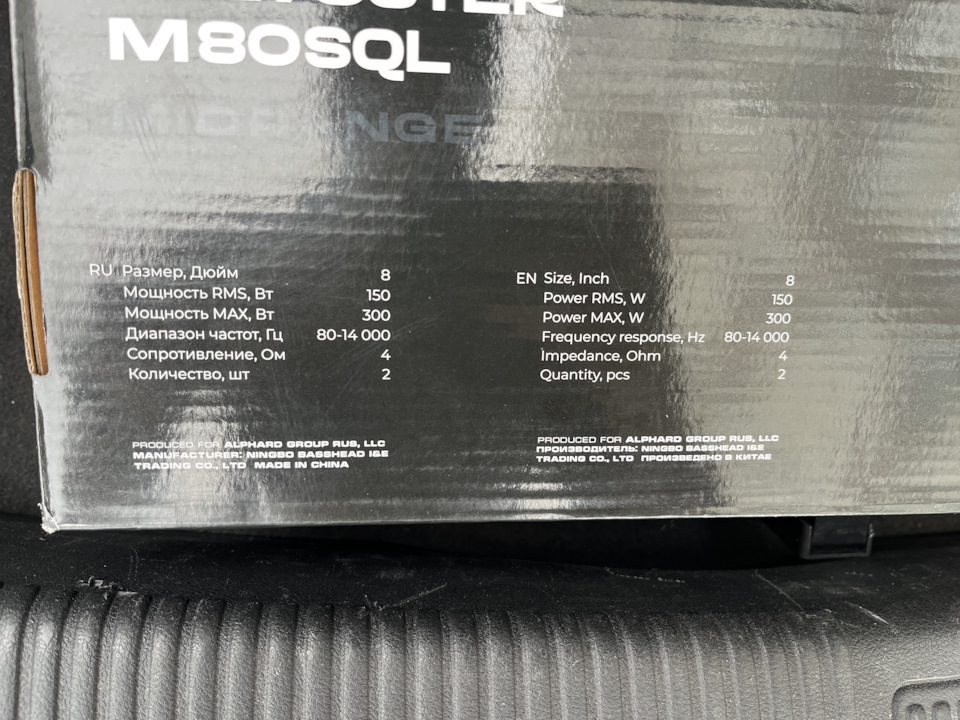 M80SQL
MIDRANGE
RU Размер, Дюйм 8
Мощность RMS, Вт 150
Мощность MAX, Вт 300
Диапазон частот, Гц 80-14 000
Сопротивление, Ом 4
Количество, шт 2
EN Size, Inch 8
Power RMS, W 150
Power MAX, W 300
Frequency response, Hz 80-14 000
Impedance, Ohm 4
Quantity, pcs 2
PRODUCED FOR ALPHARD GROUP RUS, LLC
MANUFACTURER: NINGBO BASSHEAD I&E
TRADING CO., LTD MADE IN CHINA
PRODUCED FOR ALPHARD GROUP RUS, LLC
ПРОИЗВОДИТЕЛЬ: NINGBO BASSHEAD I&E
TRADING CO., LTD ПРОИЗВЕДЕНО В КИТАЕ